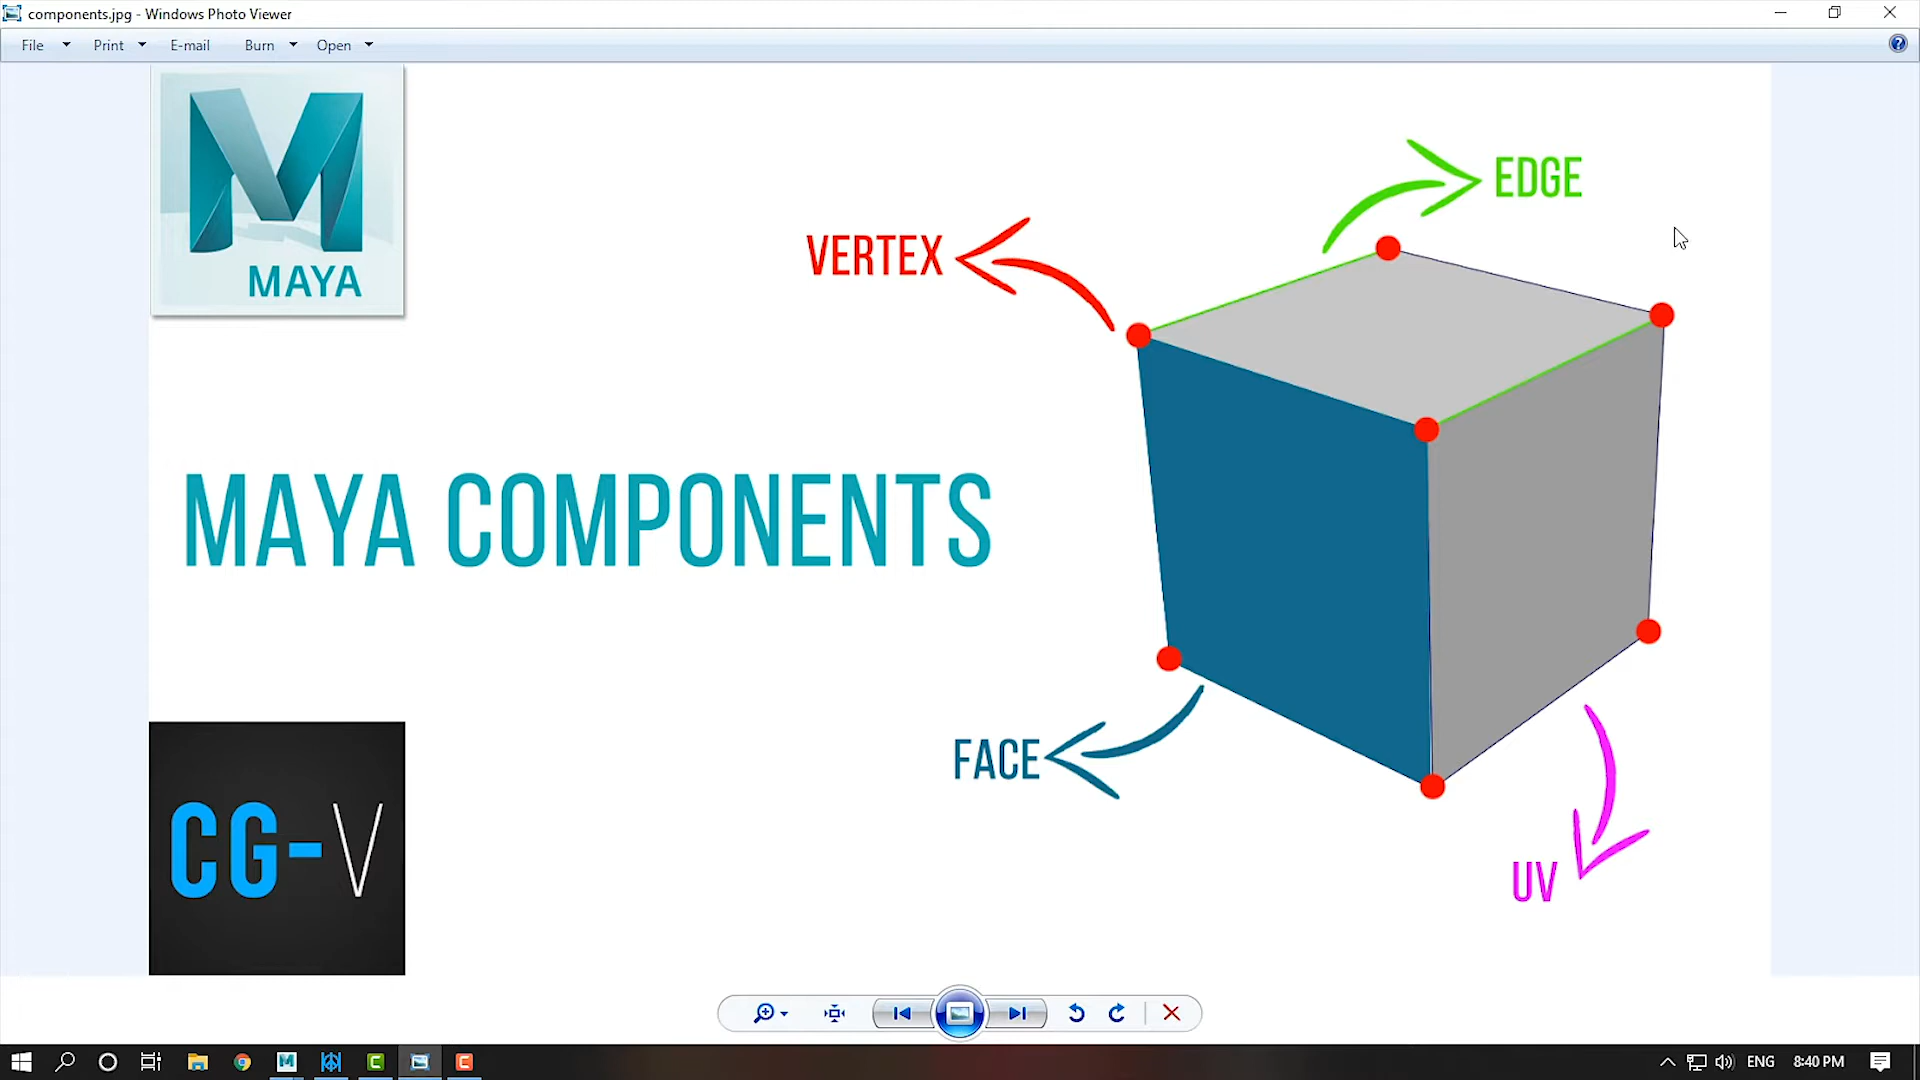 components.jpg - Windows Photo Viewer
File Print E-mail Burn Open
MAYA
EDGE
VERTEX
MAYA COMPONENTS
FACE
CG-V
UV
ENG 8:40 PM